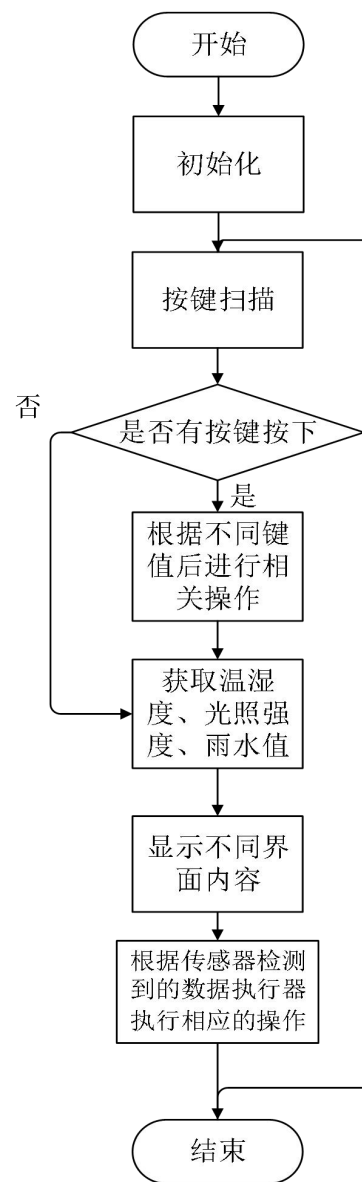 开始
初始化
按键扫描
否
是否有按键按下
是
根据不同键
值后进行相
关操作
获取温湿
度、光照强
度、雨水值
显示不同界
面内容
根据传感器检测
到的数据执行器
执行相应的操作
结束